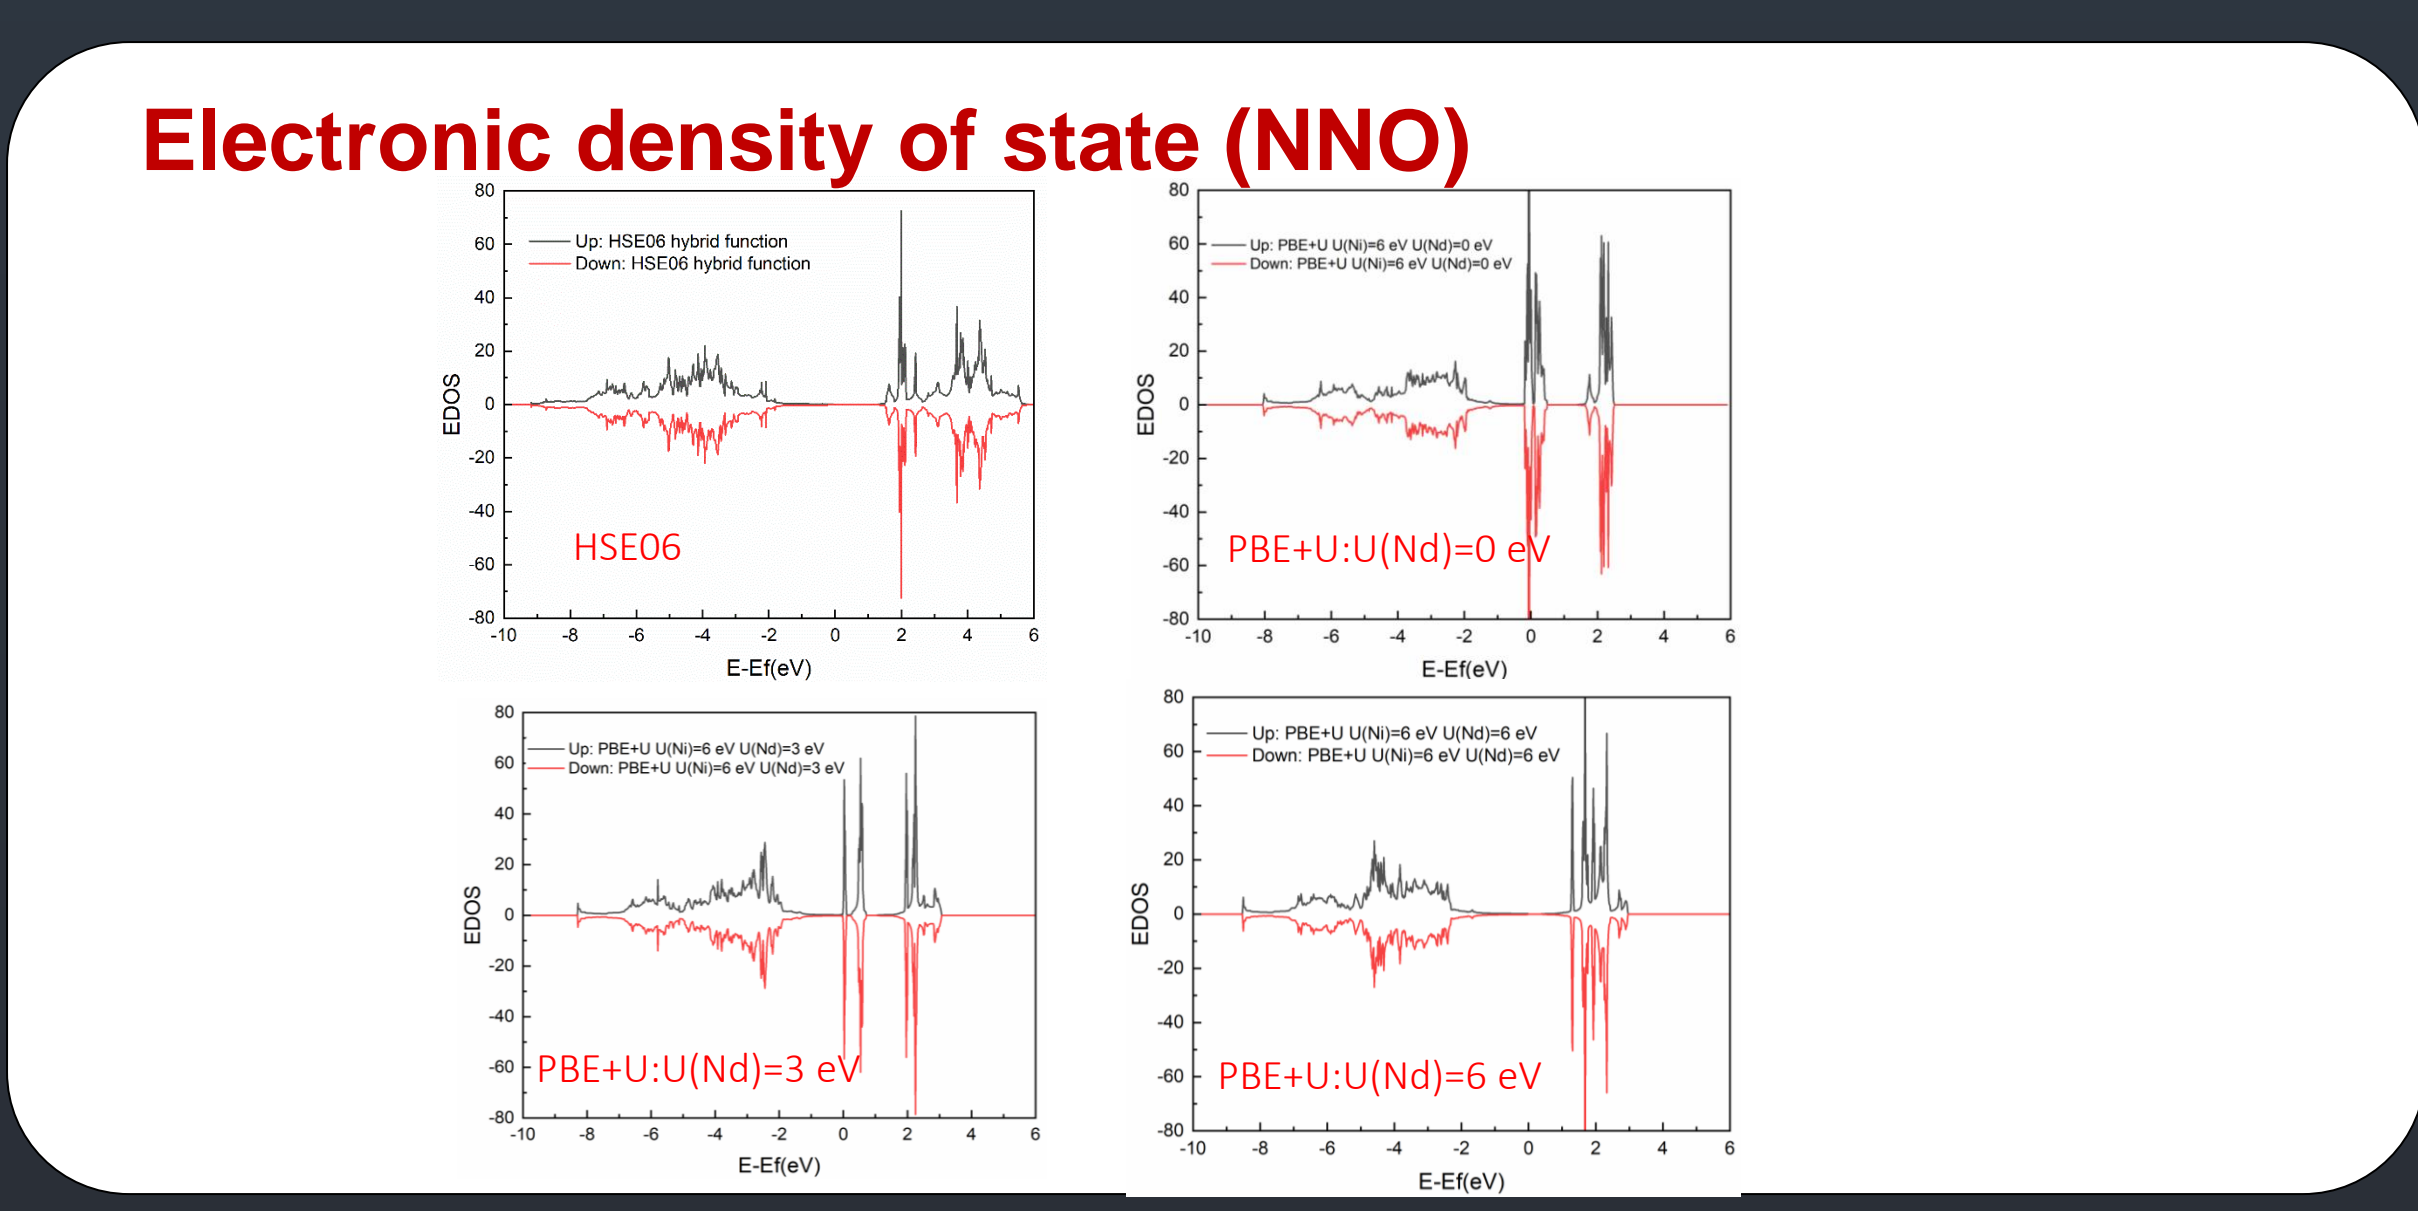 Electronic density of state (NNO)
80
60
40
20
0
-20
-40
-60
-80
EDOS
Up: HSE06 hybrid function
Down: HSE06 hybrid function
HSE06
-10 -8 -6 -4 -2 0 2 4 6
E-Ef(eV)
80
60
40
20
0
-20
-40
-60
-80
EDOS
Up: PBE+U U(Ni)=6 eV U(Nd)=0 eV
Down: PBE+U U(Ni)=6 eV U(Nd)=0 eV
PBE+U:U(Nd)=0 eV
-10 -8 -6 -4 -2 0 2 4 6
E-Ef(eV)
80
60
40
20
0
-20
-40
-60
-80
EDOS
Up: PBE+U U(Ni)=6 eV U(Nd)=3 eV
Down: PBE+U U(Ni)=6 eV U(Nd)=3 eV
PBE+U:U(Nd)=3 eV
-10 -8 -6 -4 -2 0 2 4 6
E-Ef(eV)
80
60
40
20
0
-20
-40
-60
-80
EDOS
Up: PBE+U U(Ni)=6 eV U(Nd)=6 eV
Down: PBE+U U(Ni)=6 eV U(Nd)=6 eV
PBE+U:U(Nd)=6 eV
-10 -8 -6 -4 -2 0 2 4 6
E-Ef(eV)